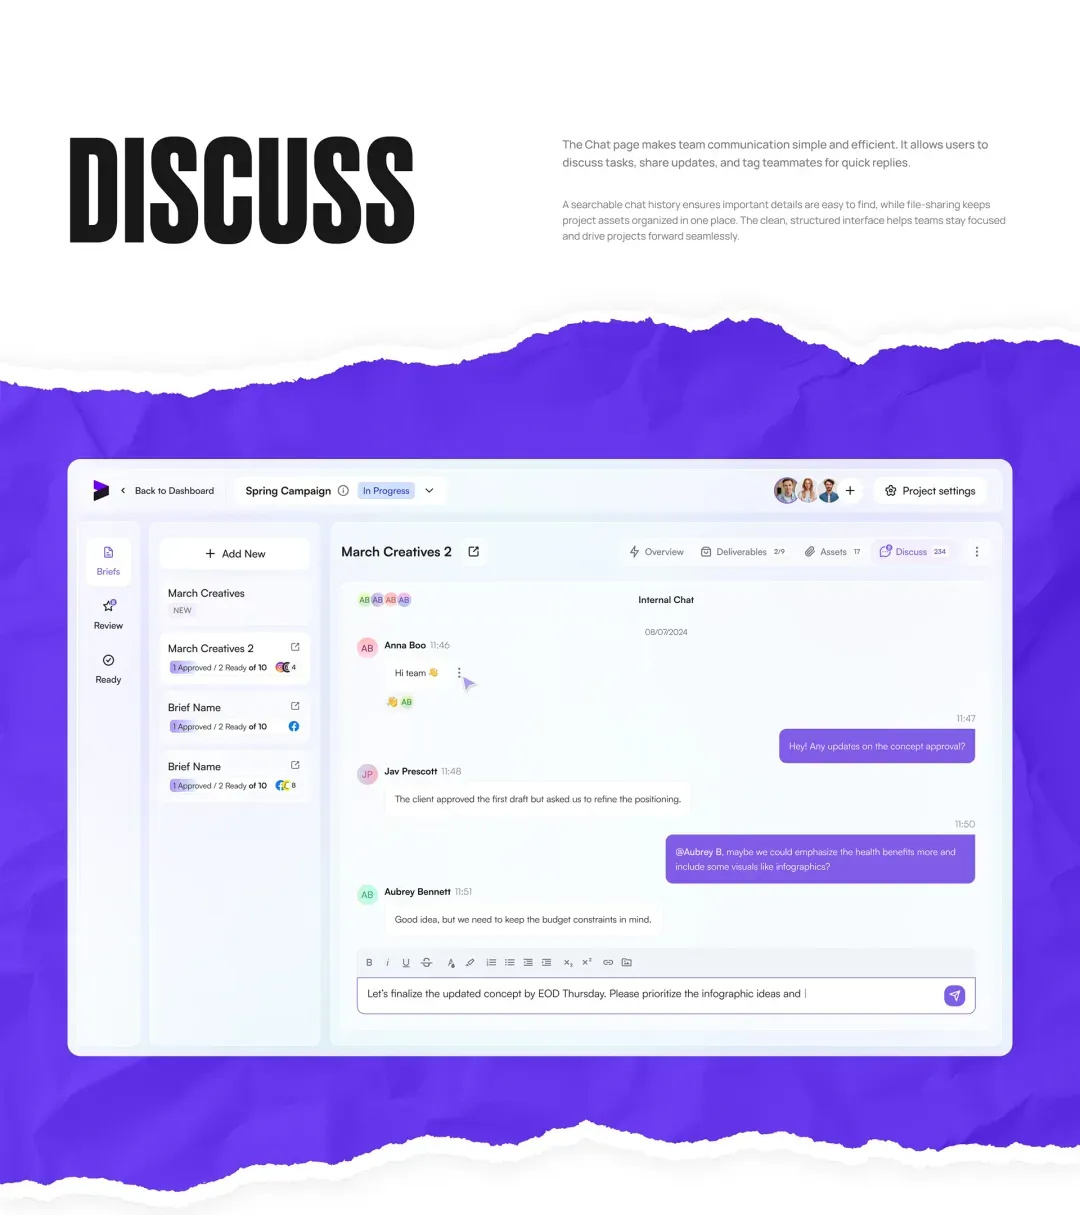 DISCUSS
The Chat page makes team communication simple and efficient. It allows users to
discuss tasks, share updates, and tag teammates for quick replies.
A searchable chat history ensures important details are easy to find, while file-sharing keeps
project assets organized in one place. The clean, structured interface helps teams stay focused
and drive projects forward seamlessly.
Back to Dashboard
Spring Campaign
In Progress
Project settings
Briefs
Review
Ready
+ Add New
March Creatives
NEW
March Creatives 2
1 Approved / 2 Ready of 10
4
Brief Name
1 Approved / 2 Ready of 10
Brief Name
1 Approved / 2 Ready of 10
8
March Creatives 2
Overview
Deliverables 2/9
Assets 17
Discuss 234
AB AB AB AB
Internal Chat
08/07/2024
AB
Anna Boo 11:46
Hi team 👋
👋 AB
11:47
Hey! Any updates on the concept approval?
JP
Jav Prescott 11:48
The client approved the first draft but asked us to refine the positioning.
11:50
@Aubrey B, maybe we could emphasize the health benefits more and
include some visuals like infographics?
AB
Aubrey Bennett 11:51
Good idea, but we need to keep the budget constraints in mind.
B i U S
Let's finalize the updated concept by EOD Thursday. Please prioritize the infographic ideas and